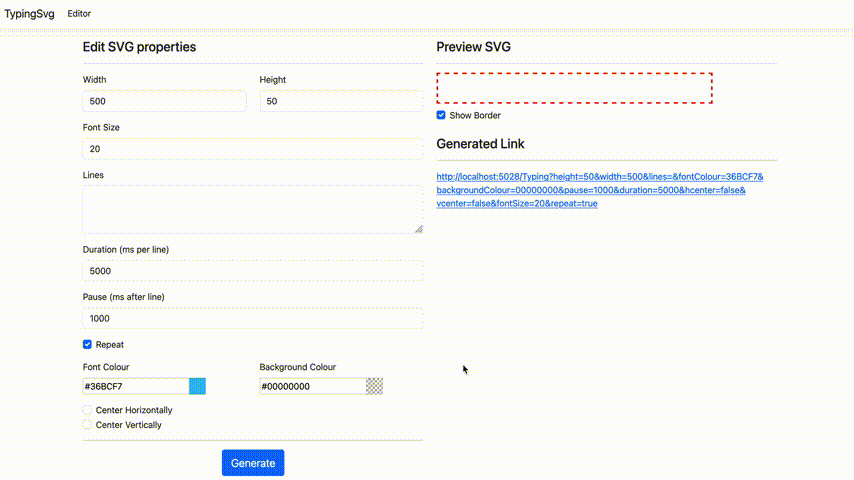 TypingSvg Editor
Edit SVG properties
Width Height
500 50
Font Size
20
Lines
Duration (ms per line)
5000
Pause (ms after line)
1000
Repeat
Font Colour Background Colour
#36BCF7 #00000000
Center Horizontally
Center Vertically
Generate
Preview SVG
Show Border
Generated Link
http://localhost:5028/Typing?height=50&width=500&lines=&fontColour=36BCF7&
backgroundColour=00000000&pause=1000&duration=5000&hcenter=false&
vcenter=false&fontSize=20&repeat=true